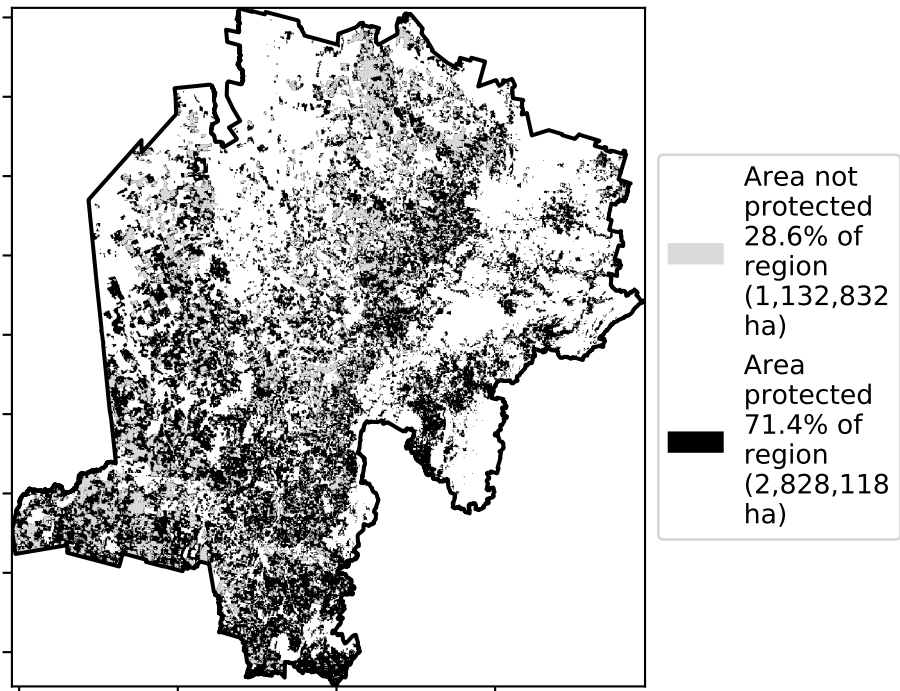 Area not
protected
28.6% of
region
(1,132,832
ha)
Area
protected
71.4% of
region
(2,828,118
ha)